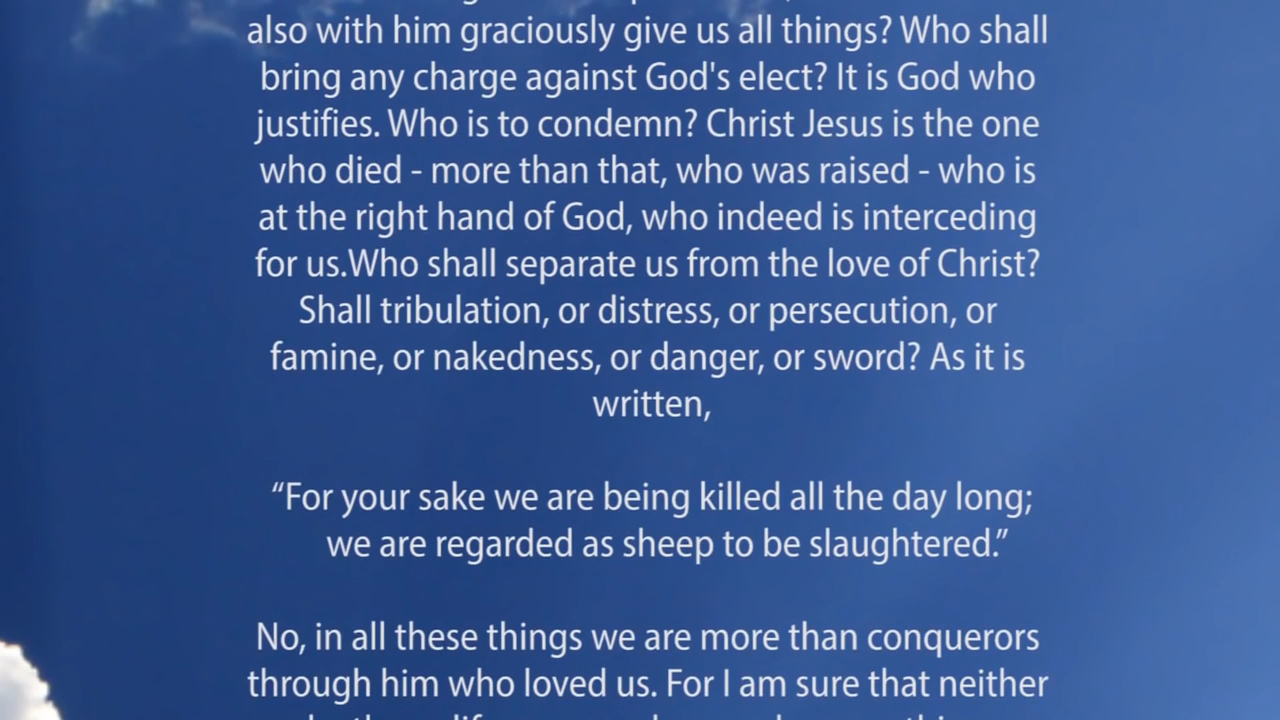 also with him graciously give us all things? Who shall
bring any charge against God's elect? It is God who
justifies. Who is to condemn? Christ Jesus is the one
who died - more than that, who was raised - who is
at the right hand of God, who indeed is interceding
for us.Who shall separate us from the love of Christ?
Shall tribulation, or distress, or persecution, or
famine, or nakedness, or danger, or sword? As it is
written,
“For your sake we are being killed all the day long;
we are regarded as sheep to be slaughtered.”
No, in all these things we are more than conquerors
through him who loved us. For I am sure that neither